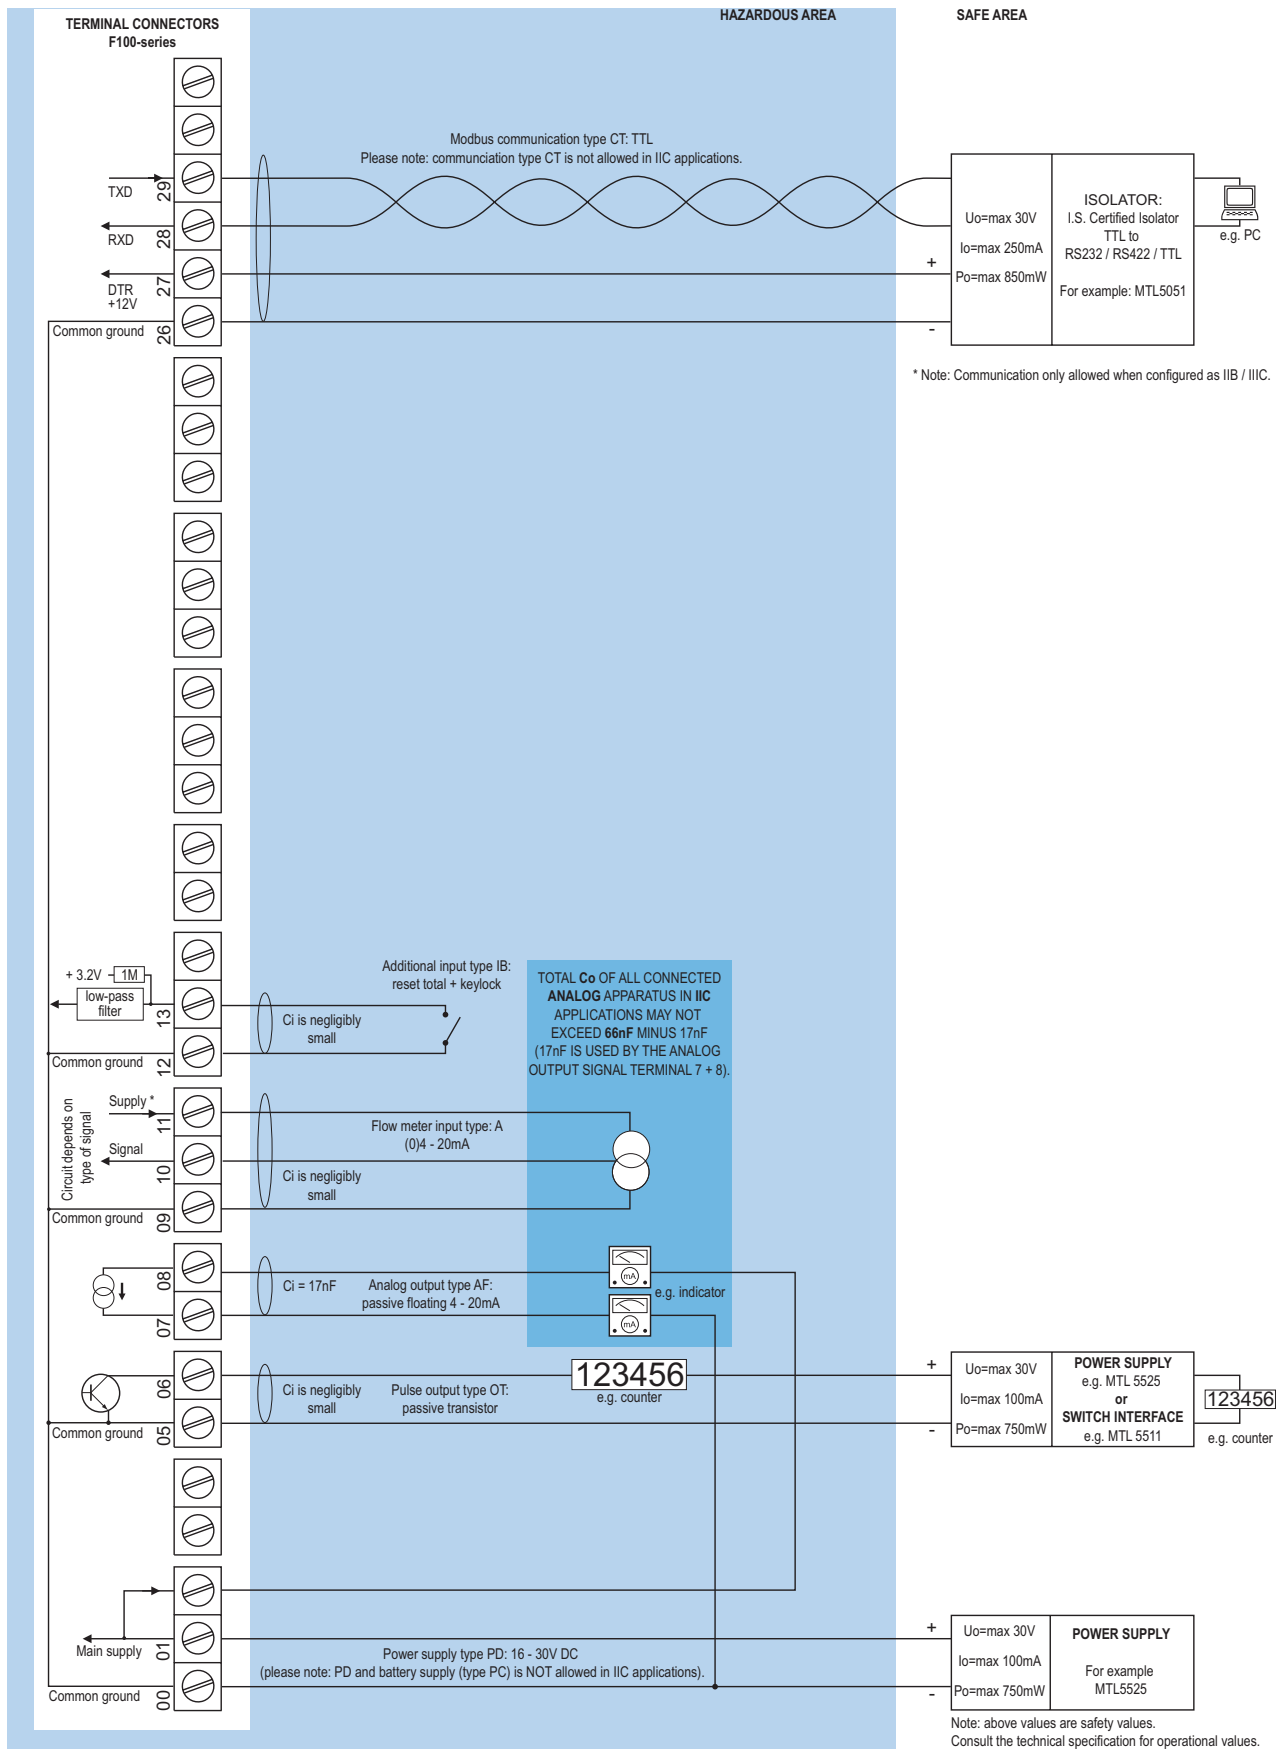 TERMINAL CONNECTORS
F100-series
HAZARDOUS AREA
SAFE AREA
Modbus communication type CT: TTL
Please note: communciation type CT is not allowed in IIC applications.
TXD
29
RXD
28
DTR
+12V
27
Common ground
26
+
-
Uo=max 30V
Io=max 250mA
Po=max 850mW
ISOLATOR:
I.S. Certified Isolator
TTL to
RS232 / RS422 / TTL
For example: MTL5051
e.g. PC
* Note: Communication only allowed when configured as IIB / IIIC.
+ 3.2V
1M
low-pass
filter
13
Common ground
12
Ci is negligibly
small
Additional input type IB:
reset total + keylock
TOTAL Co OF ALL CONNECTED
ANALOG APPARATUS IN IIC
APPLICATIONS MAY NOT
EXCEED 66nF MINUS 17nF
(17nF IS USED BY THE ANALOG
OUTPUT SIGNAL TERMINAL 7 + 8).
Circuit depends on
type of signal
Supply *
11
Signal
10
Common ground
09
Flow meter input type: A
(0)4 - 20mA
Ci is negligibly
small
08
07
Ci = 17nF
Analog output type AF:
passive floating 4 - 20mA
mA
mA
e.g. indicator
06
Common ground
05
Ci is negligibly
small
Pulse output type OT:
passive transistor
123456
e.g. counter
+
-
Uo=max 30V
Io=max 100mA
Po=max 750mW
POWER SUPPLY
e.g. MTL 5525
or
SWITCH INTERFACE
e.g. MTL 5511
123456
e.g. counter
Main supply
01
Common ground
00
Power supply type PD: 16 - 30V DC
(please note: PD and battery supply (type PC) is NOT allowed in IIC applications).
+
-
Uo=max 30V
Io=max 100mA
Po=max 750mW
POWER SUPPLY
For example
MTL5525
Note: above values are safety values.
Consult the technical specification for operational values.